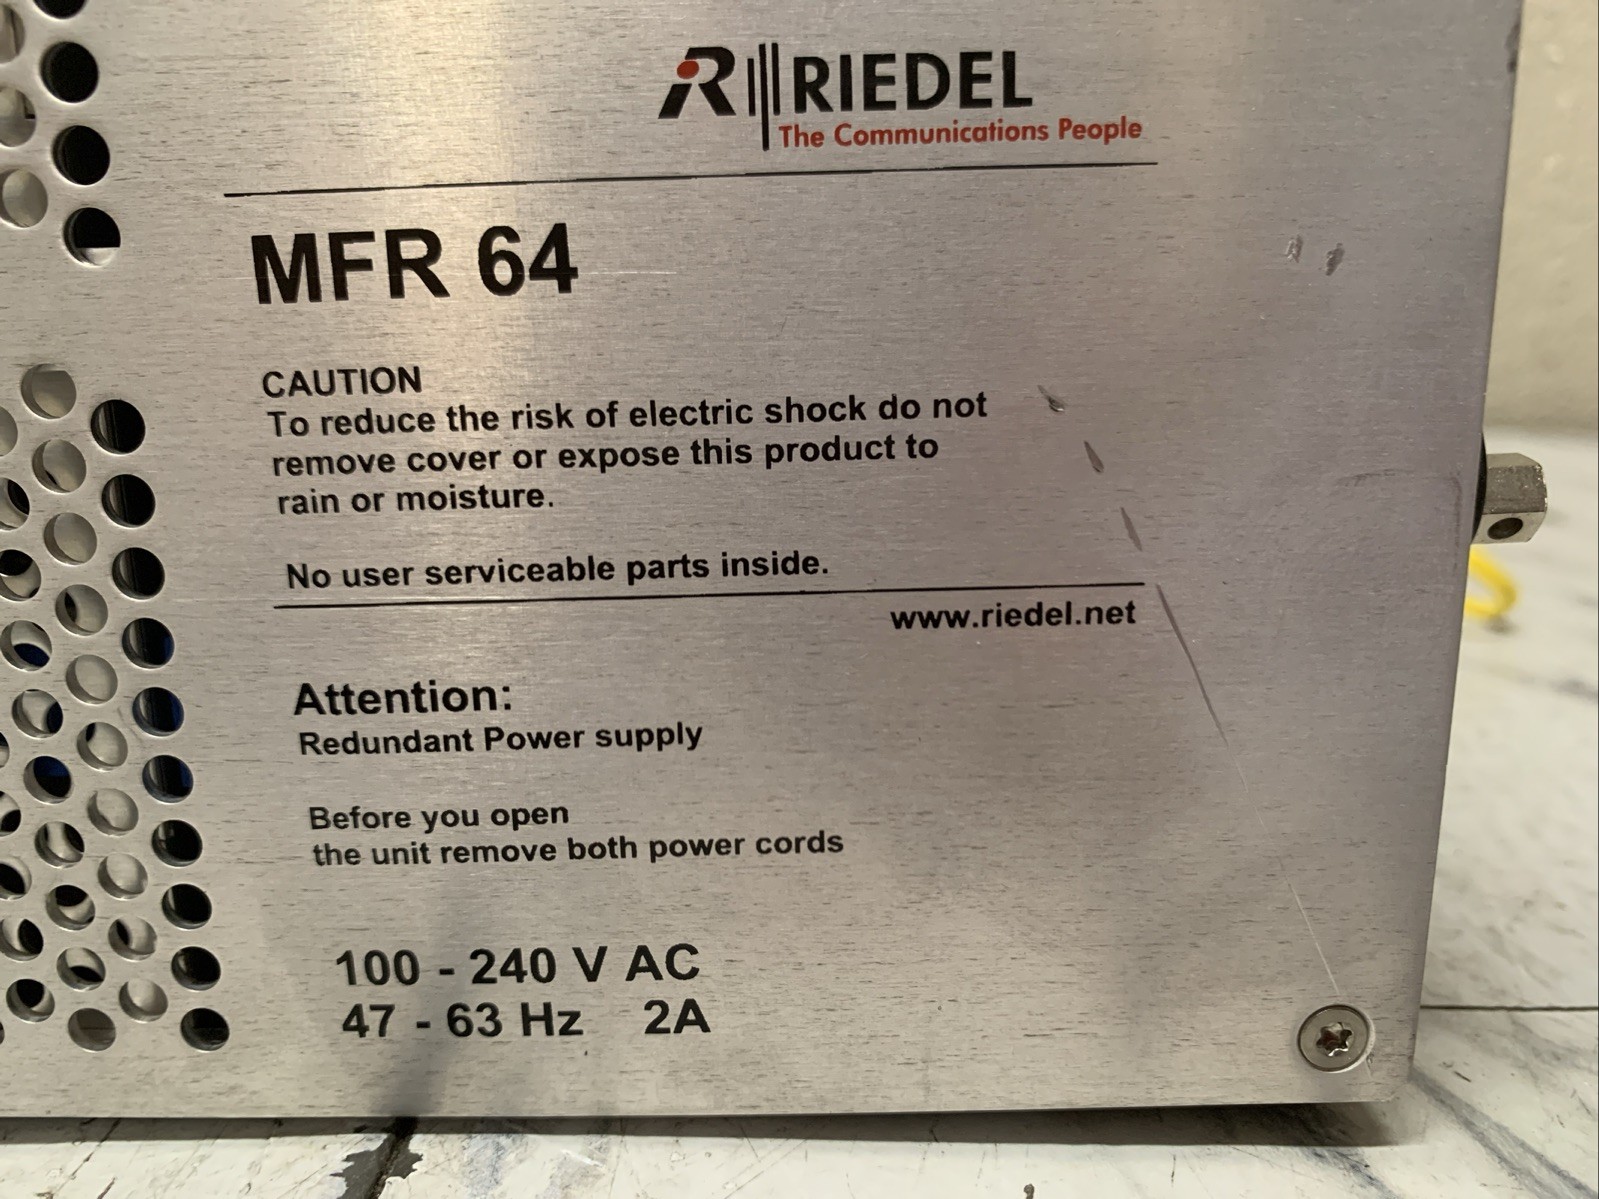 RIEDEL
The Communications People
MFR 64
CAUTION
To reduce the risk of electric shock do not
remove cover or expose this product to
rain or moisture.
No user serviceable parts inside.
www.riedel.net
Attention:
Redundant Power supply
Before you open
the unit remove both power cords
100 - 240 V AC
47 - 63 Hz 2A